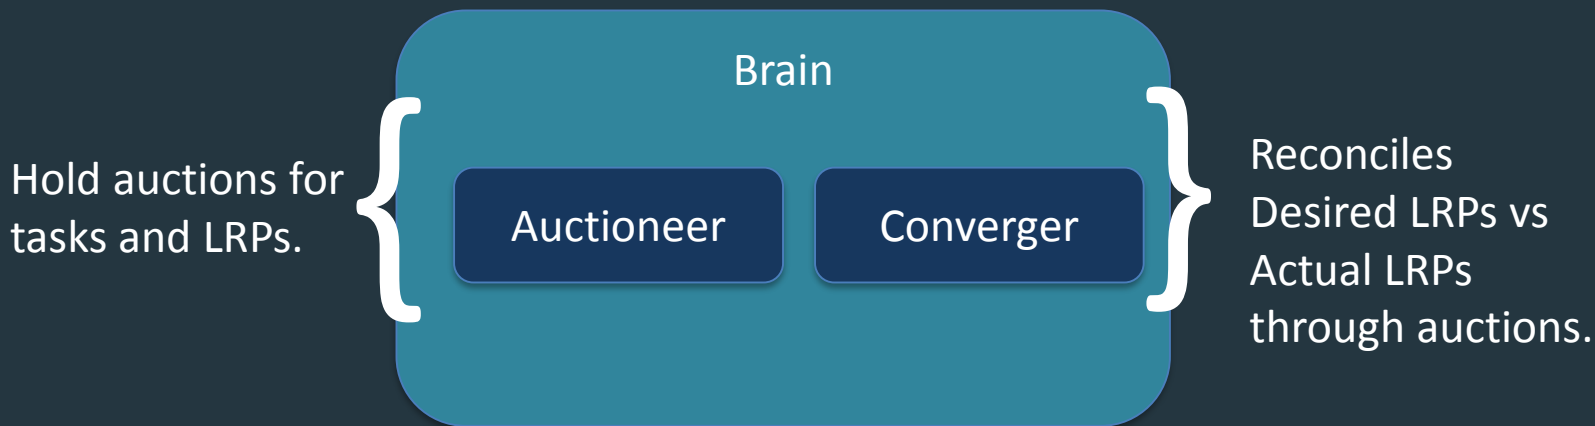 Brain
Hold auctions for
tasks and LRPs.
Auctioneer
Converger
Reconciles
Desired LRPs vs
Actual LRPs
through auctions.